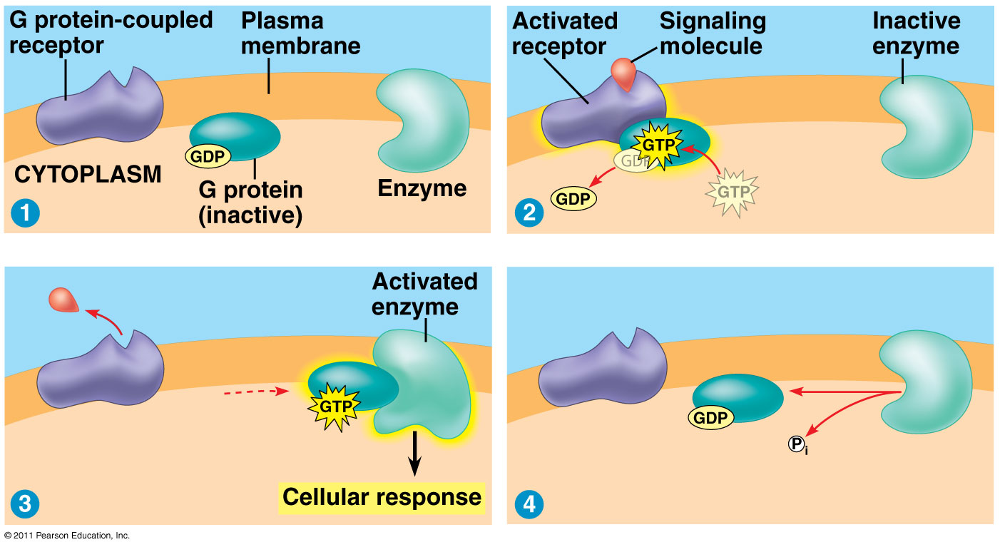 G protein-coupled
receptor
Plasma
membrane
GDP
CYTOPLASM
G protein
(inactive)
Enzyme
1
Activated
receptor
Signaling
molecule
Inactive
enzyme
GTP
GDP
GDP
GTP
2
Activated
enzyme
GTP
Cellular response
3
GDP
Pi
4
© 2011 Pearson Education, Inc.